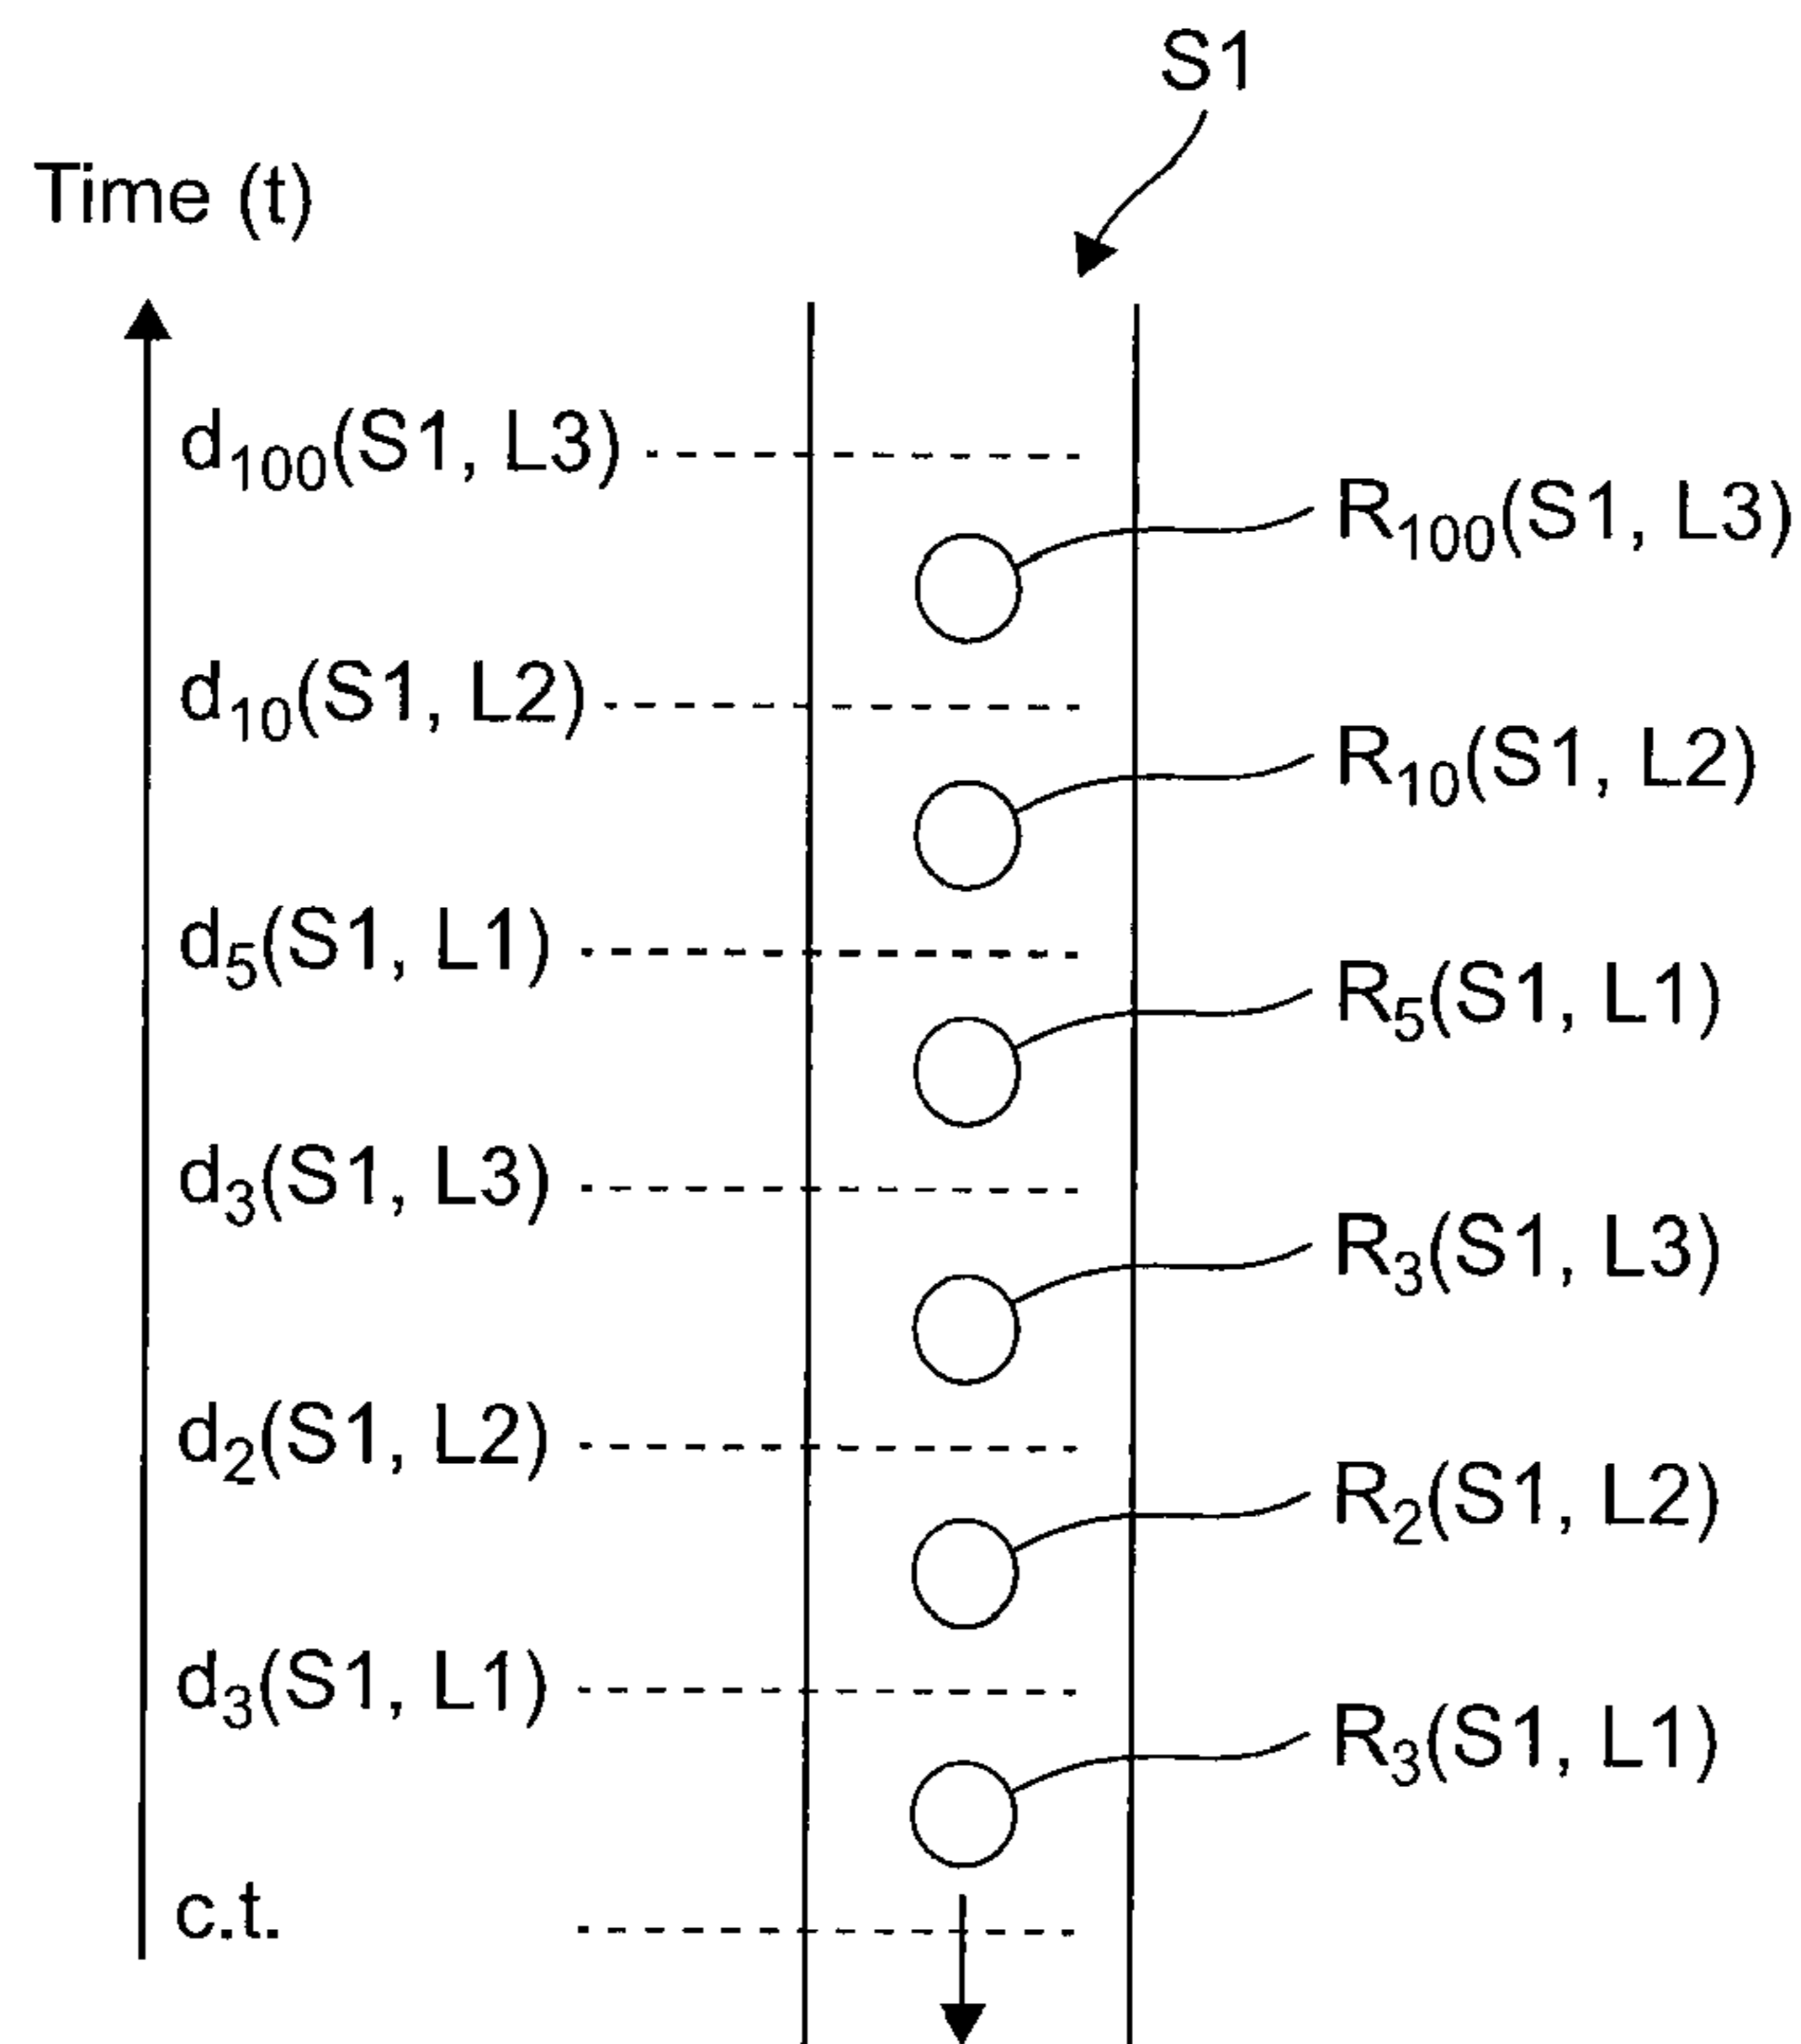 S1
Time (t)
d100(S1, L3)
R100(S1, L3)
d10(S1, L2)
R10(S1, L2)
d5(S1, L1)
R5(S1, L1)
d3(S1, L3)
R3(S1, L3)
d2(S1, L2)
R2(S1, L2)
d3(S1, L1)
R3(S1, L1)
c.t.